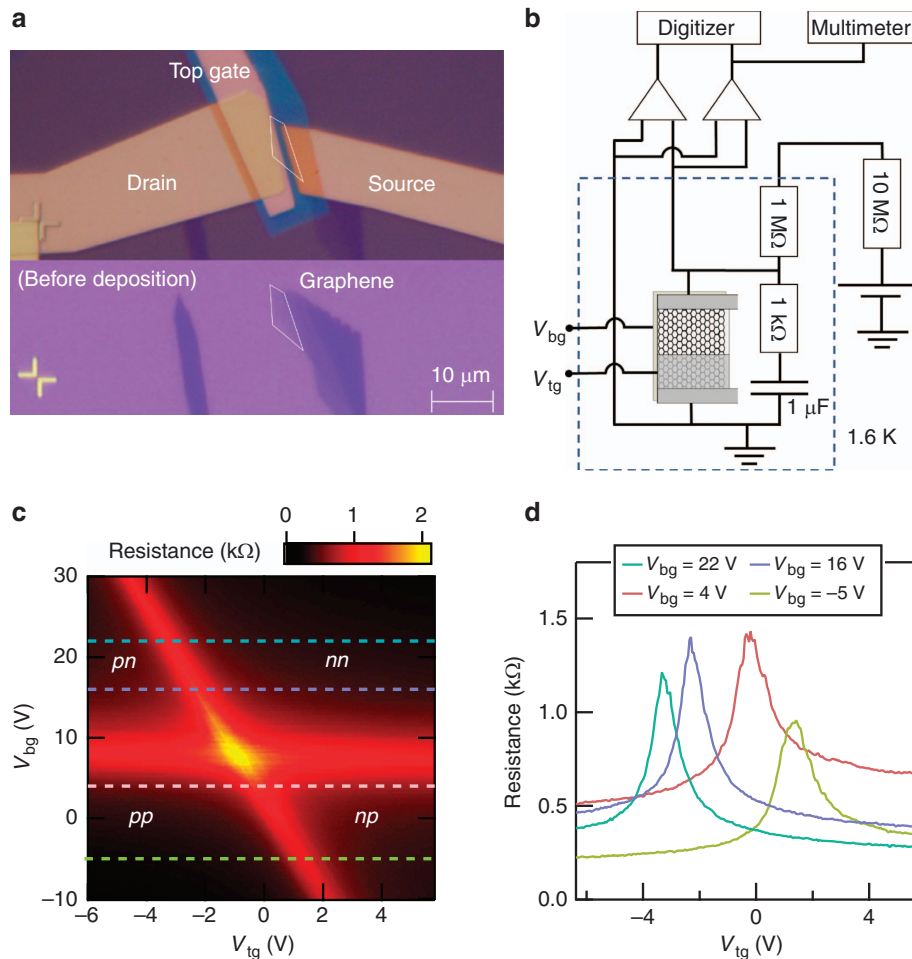 a
Top gate
Drain
Source
(Before deposition)
Graphene
10 μm
b
Digitizer
Multimeter
1 MΩ
10 MΩ
1 kΩ
V_bg
V_tg
1 μF
1.6 K
c
Resistance (kΩ)
0 1 2
30
20
10
0
−10
V_bg (V)
pn
nn
pp
np
−6 −4 −2 0 2 4
V_tg (V)
d
V_bg = 22 V
V_bg = 16 V
V_bg = 4 V
V_bg = −5 V
1.5
1.0
0.5
0.0
Resistance (kΩ)
−4 0 4
V_tg (V)